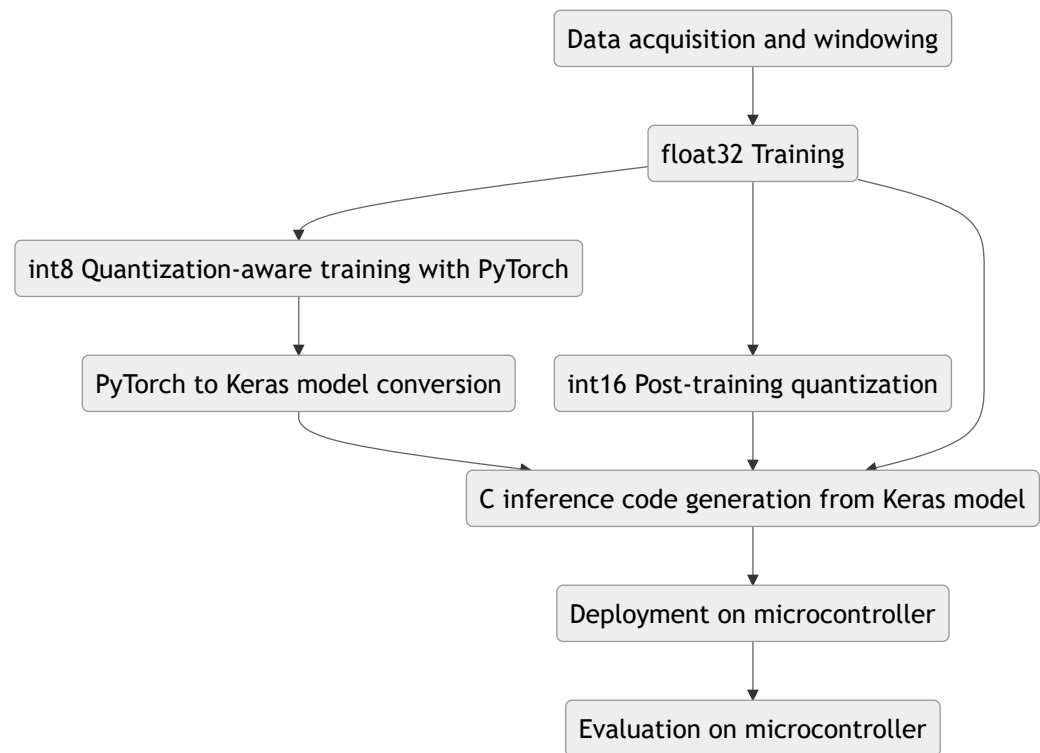 Data acquisition and windowing
float32 Training
int8 Quantization-aware training with PyTorch
PyTorch to Keras model conversion
int16 Post-training quantization
C inference code generation from Keras model
Deployment on microcontroller
Evaluation on microcontroller